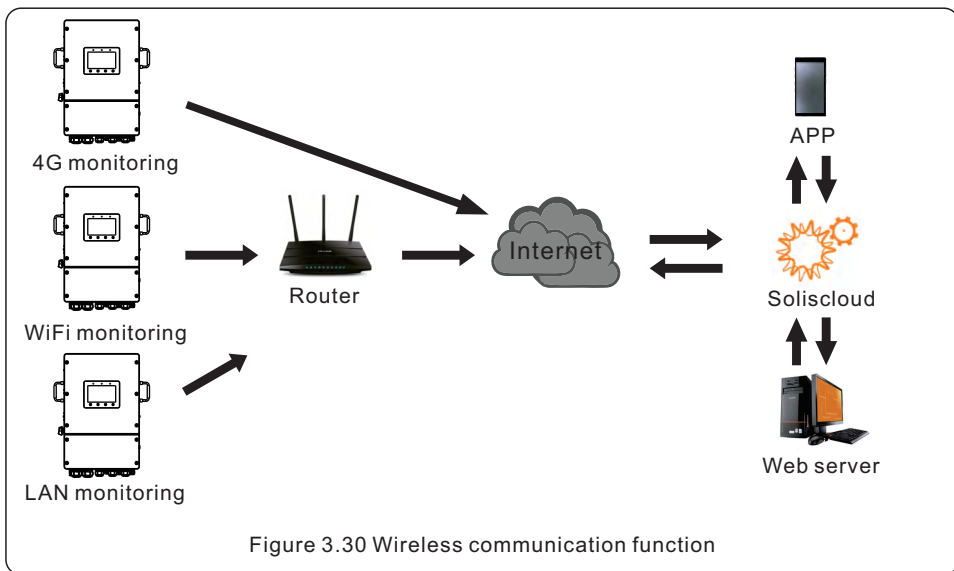 4G monitoring
APP
Internet
Router
Soliscloud
WiFi monitoring
Web server
LAN monitoring
Figure 3.30 Wireless communication function